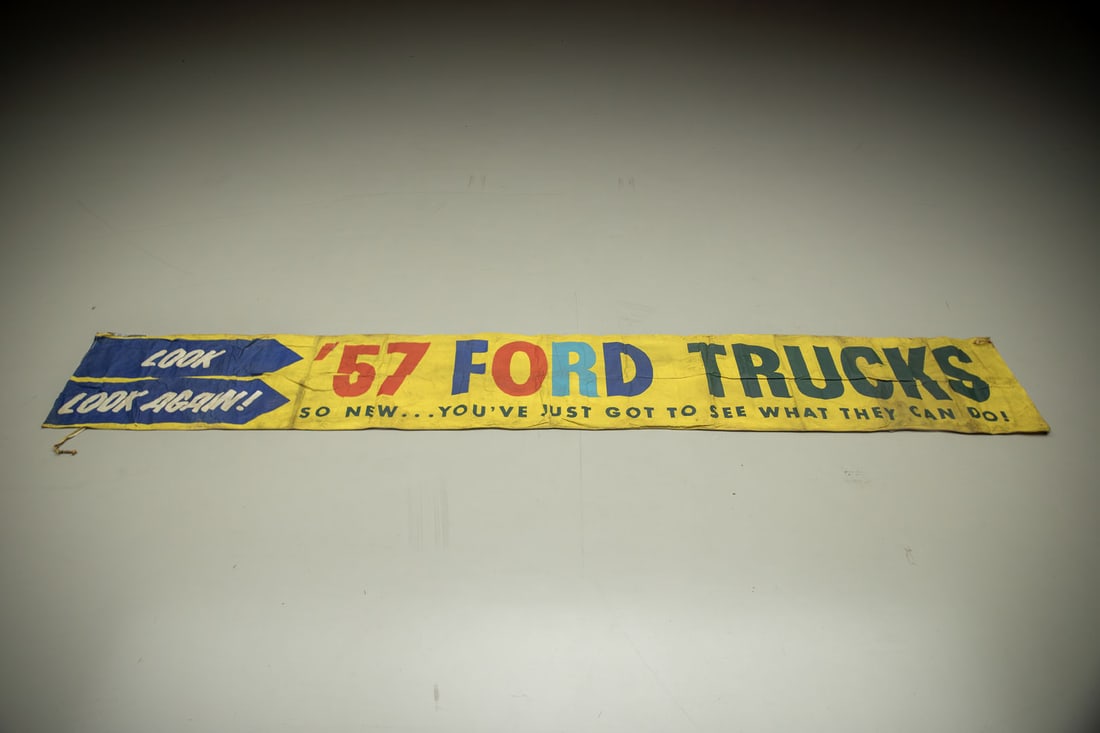 LOOK
LOOK AGAIN!
'57 FORD TRUCKS
SO NEW...YOU'VE JUST GOT TO SEE WHAT THEY CAN DO!